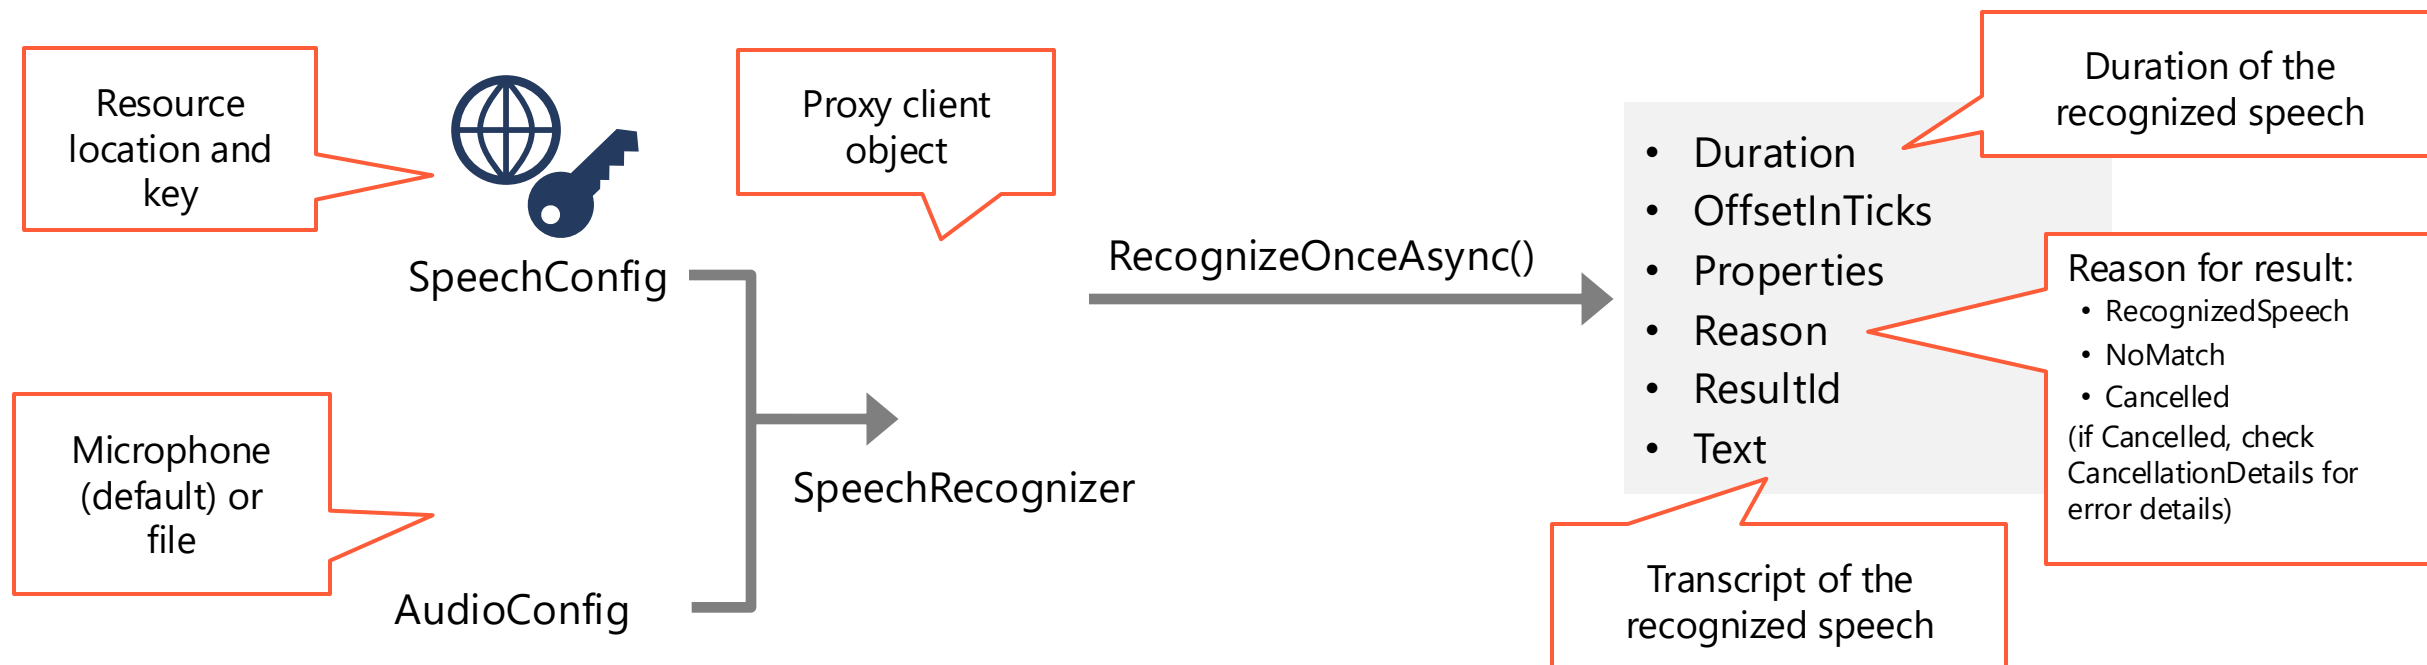 Resource
location and
key
SpeechConfig
Microphone
(default) or
file
AudioConfig
Proxy client
object
SpeechRecognizer
RecognizeOnceAsync()
• Duration
• OffsetInTicks
• Properties
• Reason
• ResultId
• Text
Duration of the
recognized speech
Reason for result:
• RecognizedSpeech
• NoMatch
• Cancelled
(if Cancelled, check
CancellationDetails for
error details)
Transcript of the
recognized speech